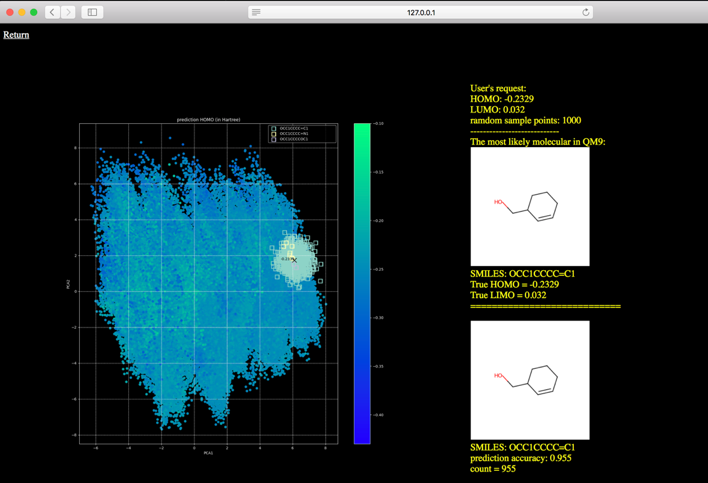 127.0.0.1
Return
prediction HOMO (in Hartree)
OCC1CCCC=C1
OCC1CCCC=N1
OCC1CCCOC1
8
6
4
2
0
−2
−4
−6
−8
PCA2
−6
−4
−2
0
2
4
6
8
PCA1
−0.10
−0.15
−0.20
−0.25
−0.30
−0.35
−0.40
User's request:
HOMO: -0.2329
LUMO: 0.032
ramdom sample points: 1000
----------------------------
The most likely molecular in QM9:
HO
SMILES: OCC1CCCC=C1
True HOMO = -0.2329
True LIMO = 0.032
============================
HO
SMILES: OCC1CCCC=C1
prediction accuracy: 0.955
count = 955